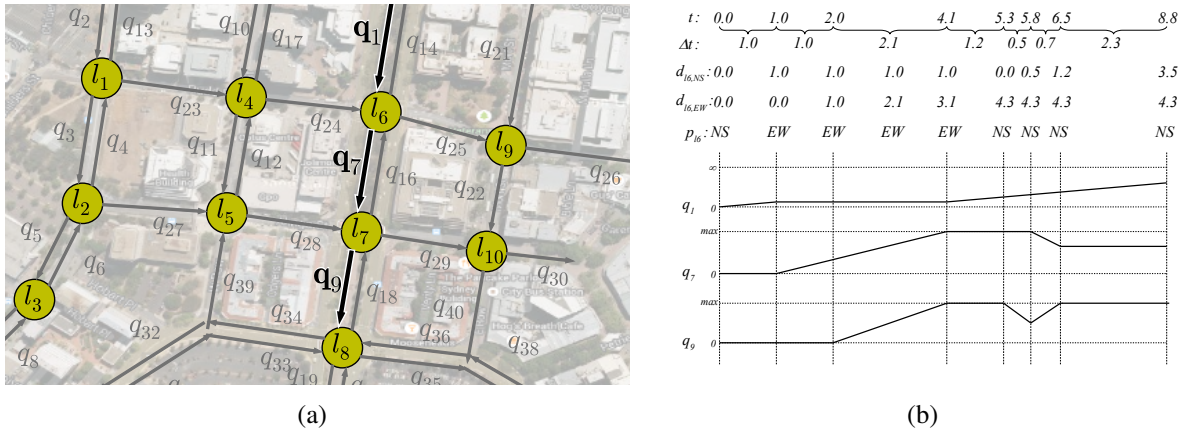 q2
q13
q10
q17
q1
q14
q21
l1
l4
l6
l9
q23
q24
q25
q26
q3
q4
q11
q12
q7
q16
q22
l2
l5
l7
l10
q5
q27
q28
q29
q30
q6
q39
q9
q18
q40
l3
q34
q36
q32
q38
q8
q33
l8
q19
q35
(a)
t: 0.0 1.0 2.0 4.1 5.3 5.8 6.5 8.8
Δt: 1.0 1.0 2.1 1.2 0.5 0.7 2.3
dl6,NS: 0.0 1.0 1.0 1.0 1.0 0.0 0.5 1.2 3.5
dl6,EW: 0.0 0.0 1.0 2.1 3.1 4.3 4.3 4.3 4.3
pl6: NS EW EW EW EW NS NS NS NS
∞
q1 0
max
q7 0
max
q9 0
(b)